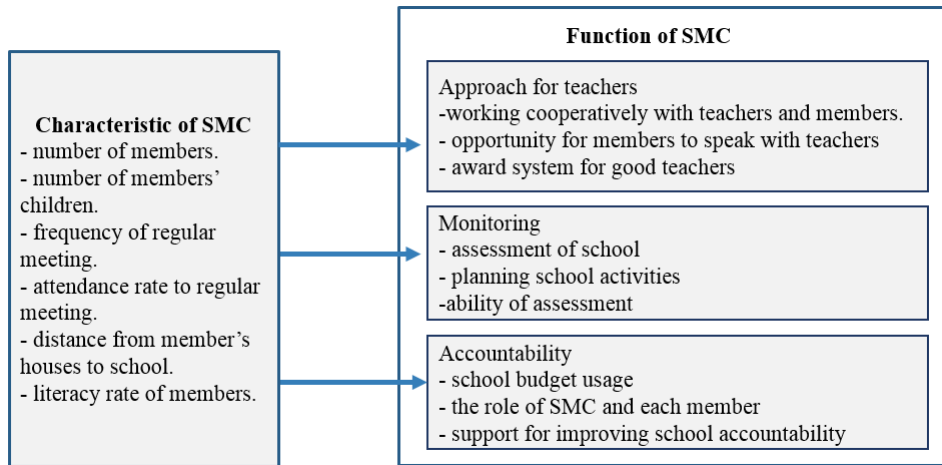 Characteristic of SMC
- number of members.
- number of members’
children.
- frequency of regular
meeting.
- attendance rate to regular
meeting.
- distance from member’s
houses to school.
- literacy rate of members.
Function of SMC
Approach for teachers
-working cooperatively with teachers and members.
- opportunity for members to speak with teachers
- award system for good teachers
Monitoring
- assessment of school
- planning school activities
-ability of assessment
Accountability
- school budget usage
- the role of SMC and each member
- support for improving school accountability